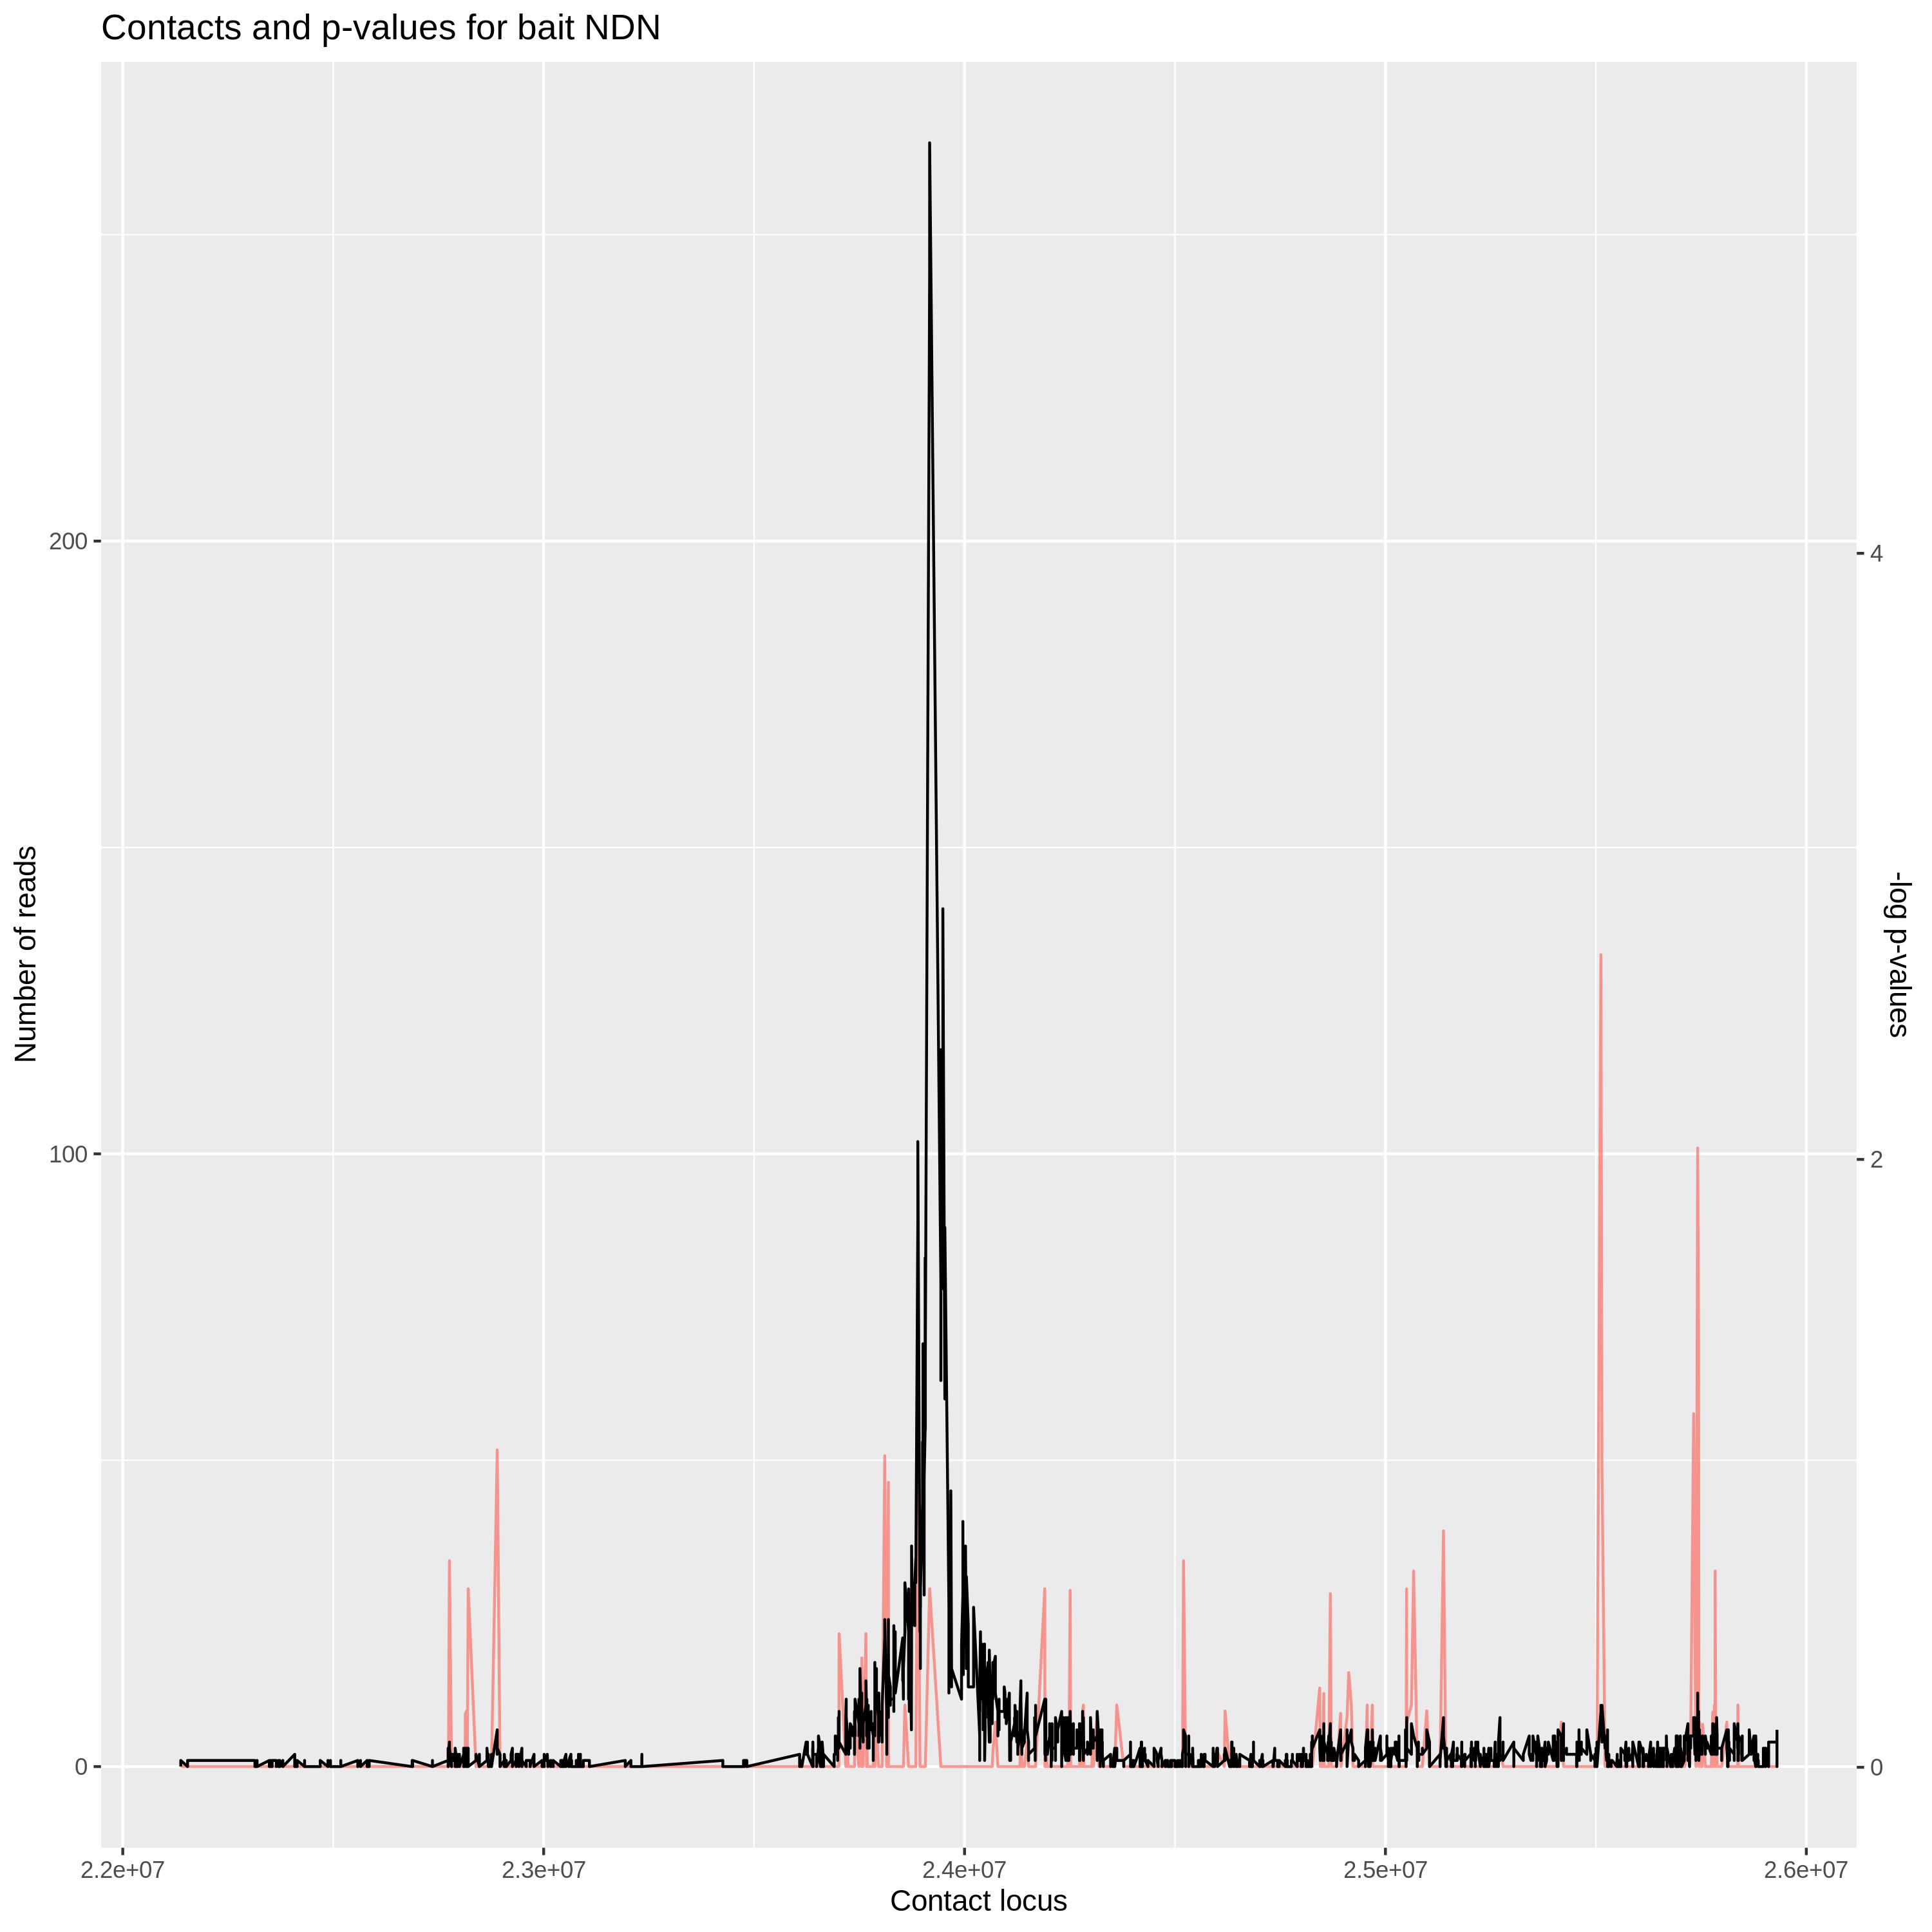 Contacts and p-values for bait NDN
Number of reads
200
100
0
4
2
0
-log p-values
2.2e+07
2.3e+07
2.4e+07
2.5e+07
2.6e+07
Contact locus